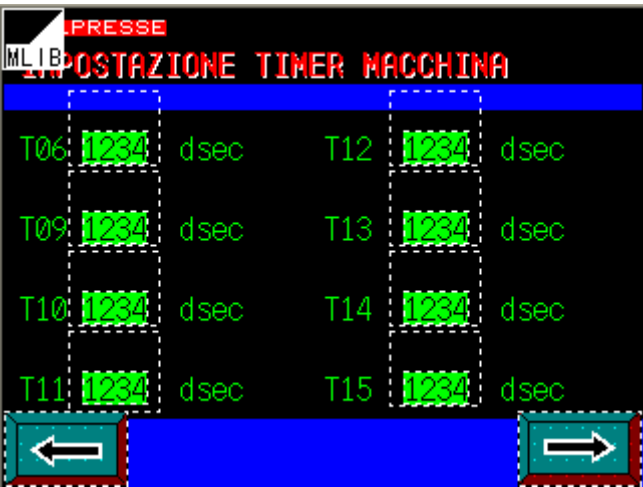 LPRESSE
MLIB
IMPOSTAZIONE TIMER MACCHINA
T06 1234 dsec T12 1234 dsec
T09 1234 dsec T13 1234 dsec
T10 1234 dsec T14 1234 dsec
T11 1234 dsec T15 1234 dsec